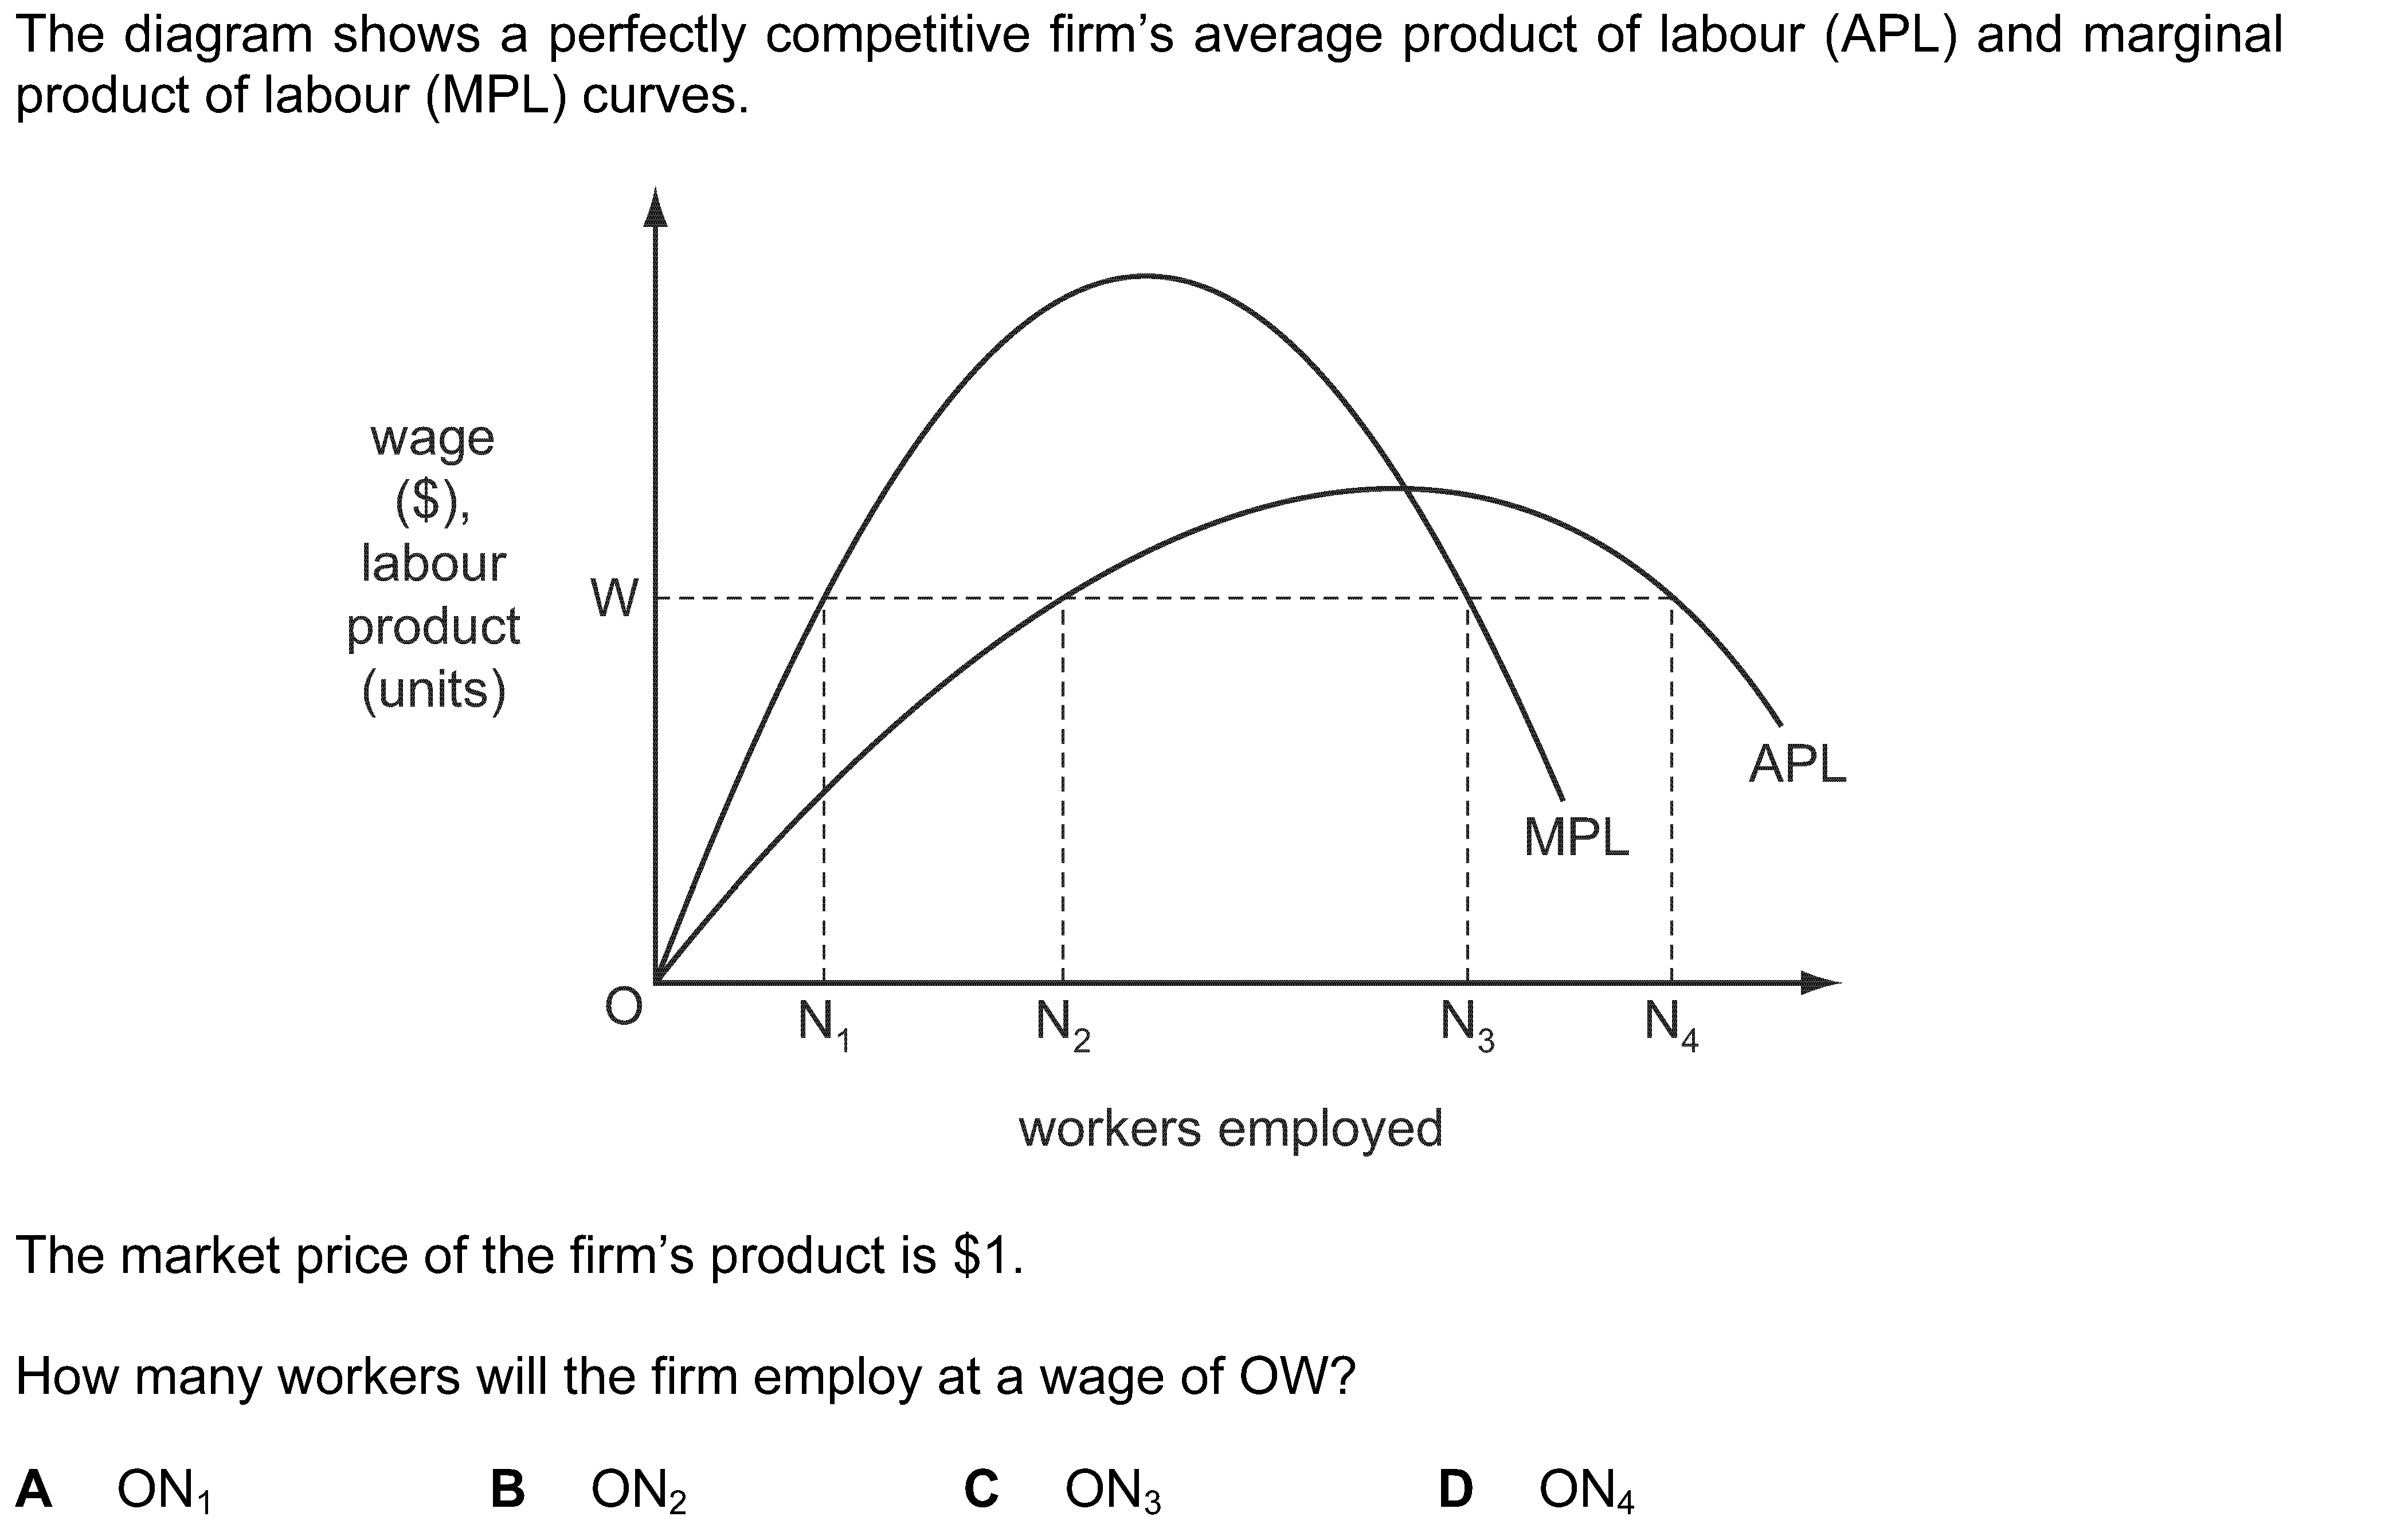 The diagram shows a perfectly competitive firm’s average product of labour (APL) and marginal
product of labour (MPL) curves.
wage
($),
labour
product
(units)
W
APL
MPL
O
N₁
N₂
N₃
N₄
workers employed
The market price of the firm’s product is $1.
How many workers will the firm employ at a wage of OW?
A ON₁ B ON₂ C ON₃ D ON₄